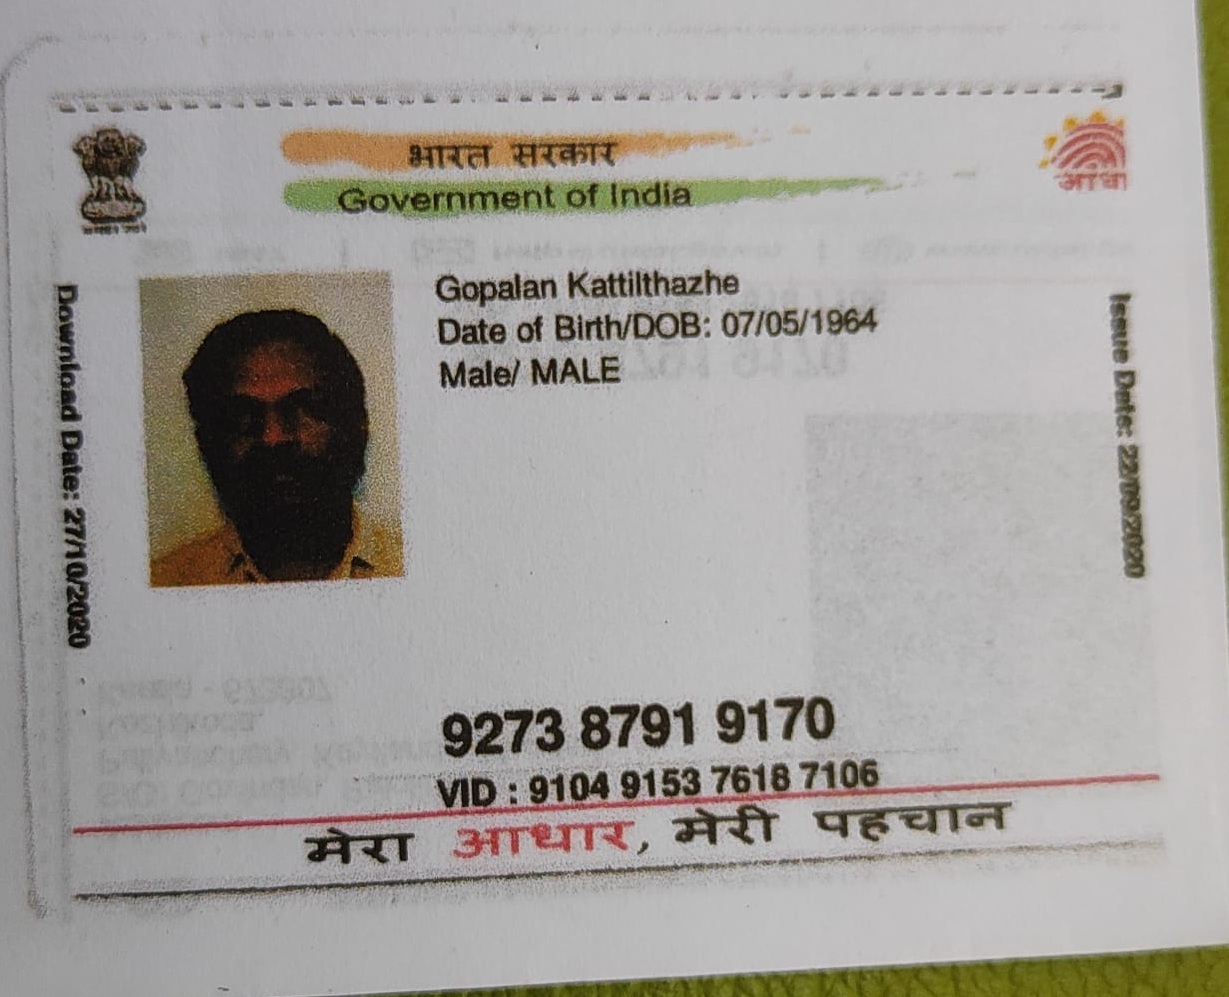 भारत सरकार
Government of India
आधा
Download Date: 27/10/2020
Gopalan Kattilthazhe
Date of Birth/DOB: 07/05/1964
Male/ MALE
Issue Date: 22/09/2020
9273 8791 9170
VID : 9104 9153 7618 7106
मेरा आधार, मेरी पहचान